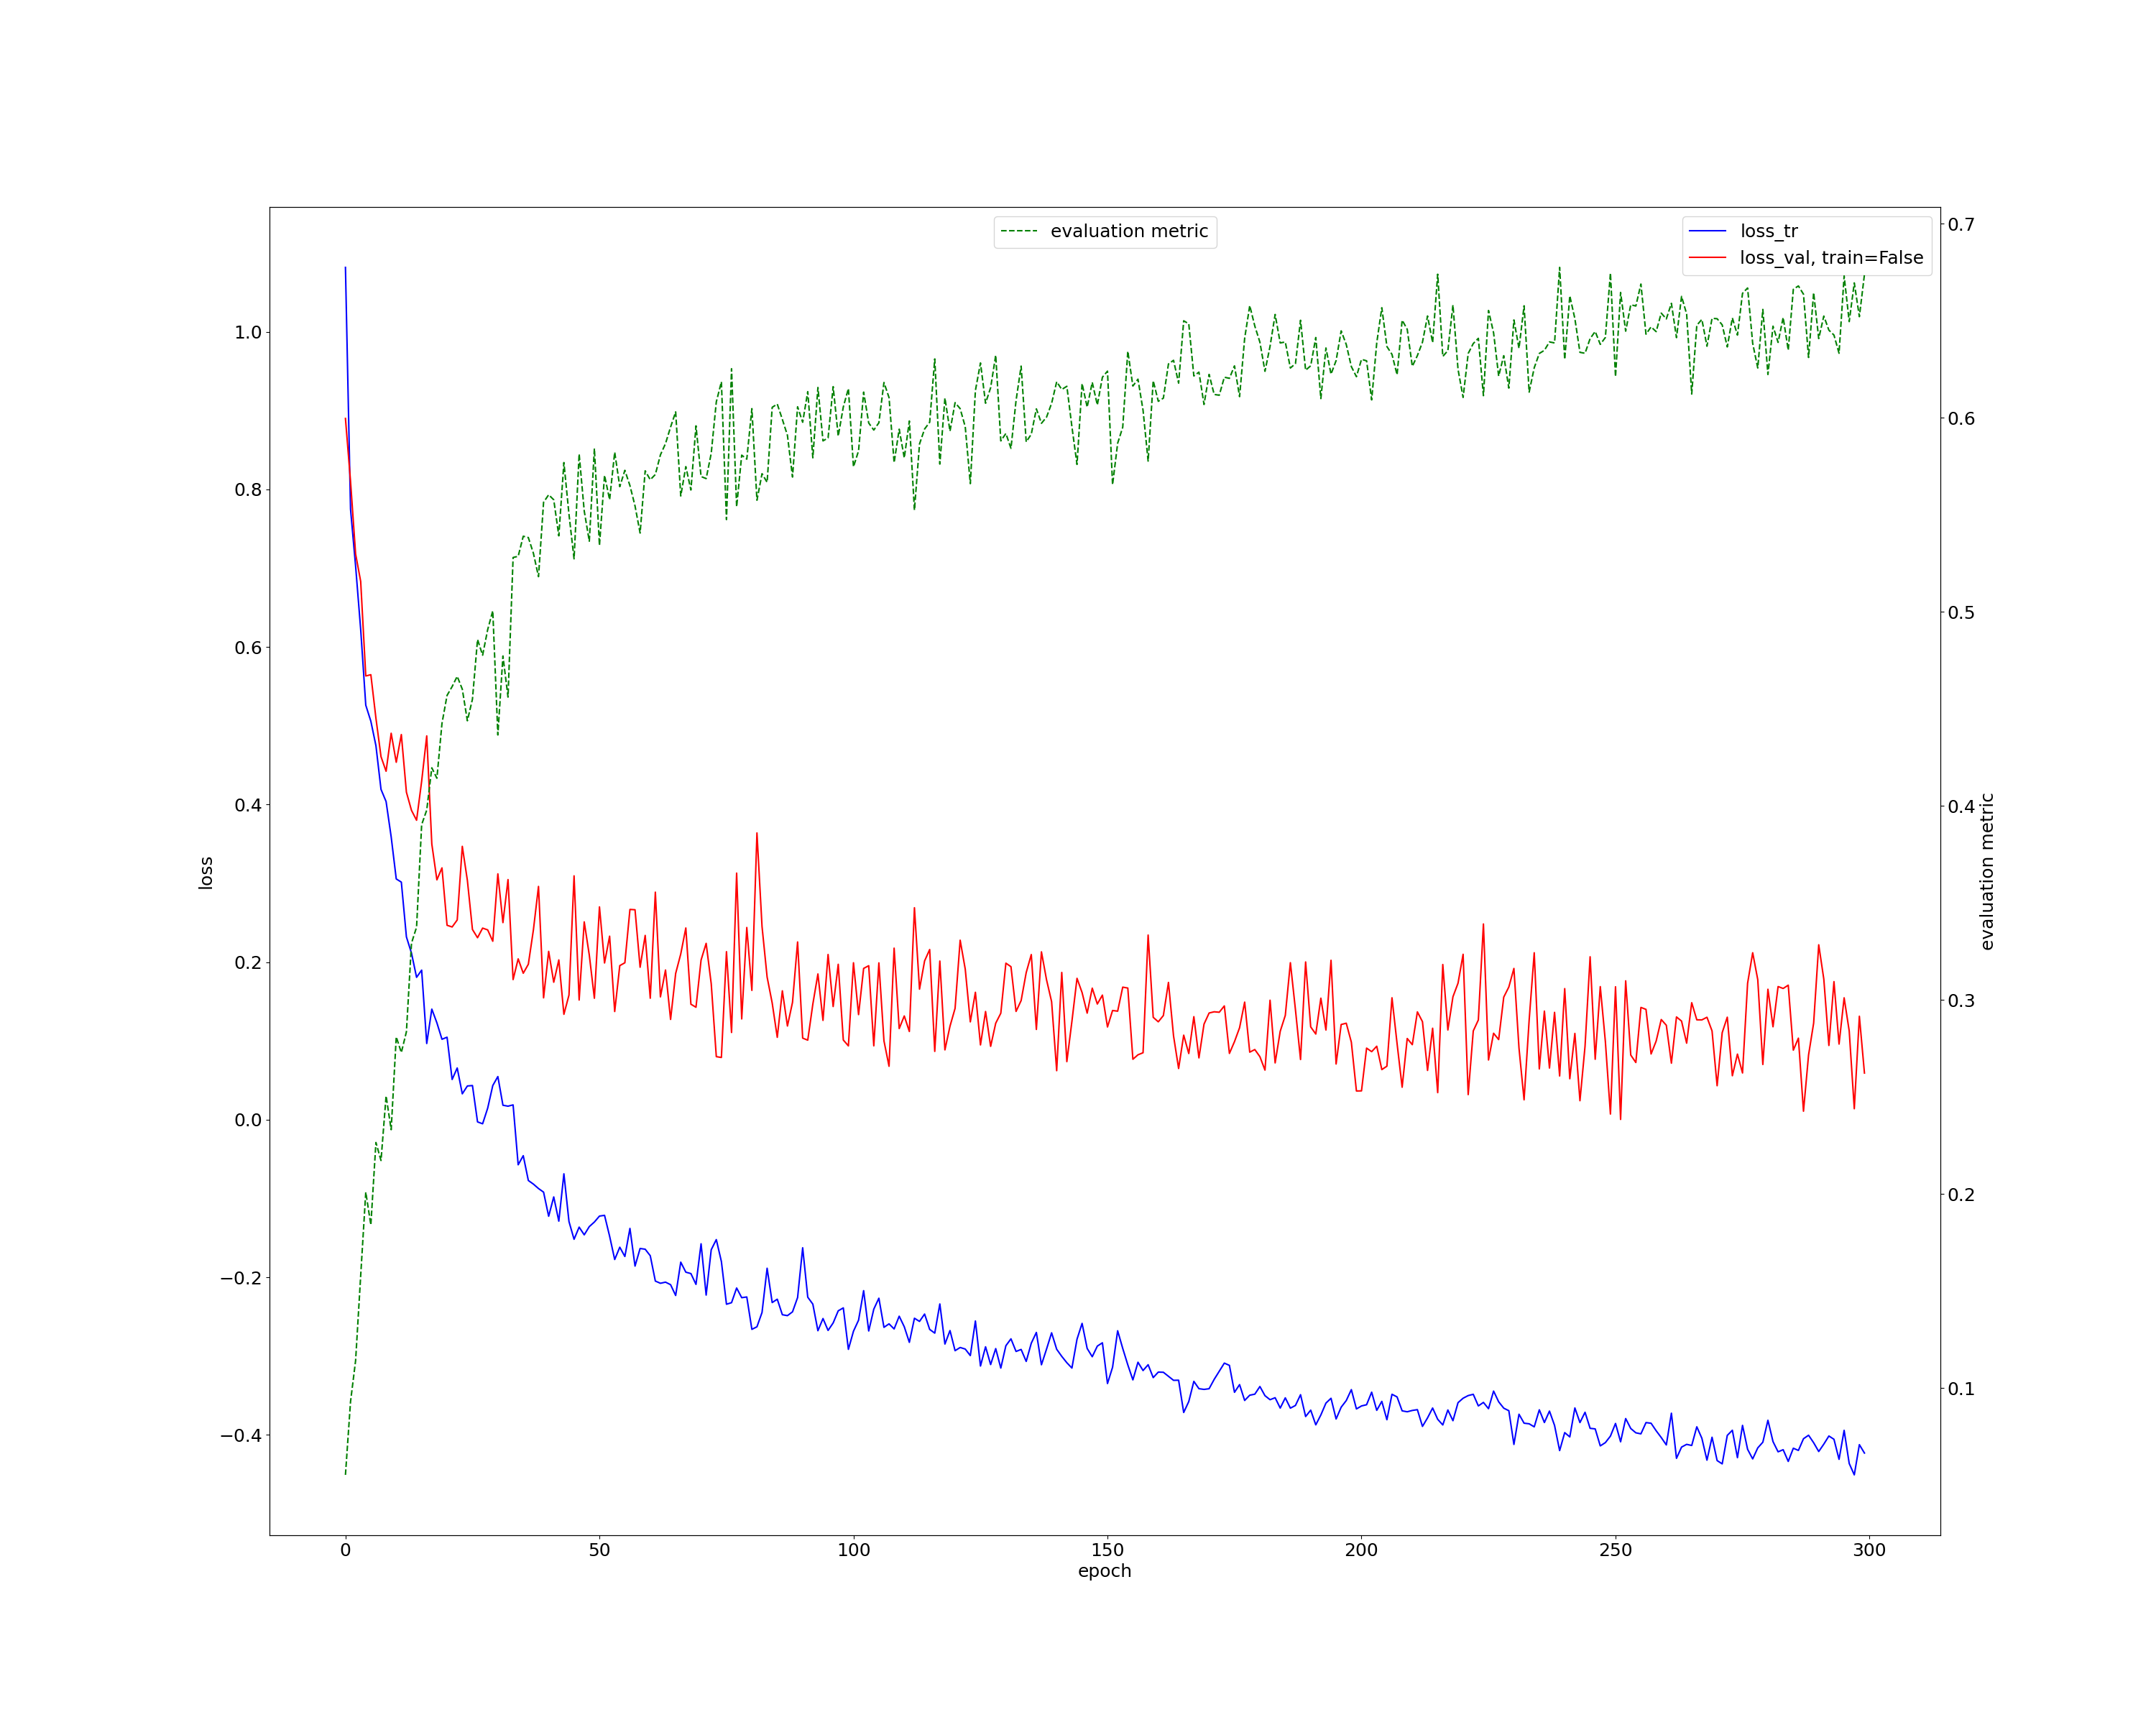 evaluation metric
loss_tr
loss_val, train=False
1.0
0.8
0.6
0.4
0.2
0.0
−0.2
−0.4
loss
0.7
0.6
0.5
0.4
0.3
0.2
0.1
evaluation metric
0 50 100 150 200 250 300
epoch